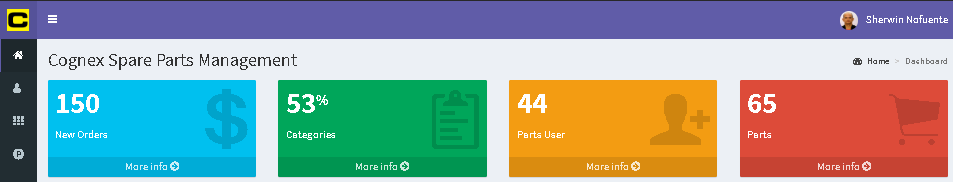 C
Sherwin Nofuente
Cognex Spare Parts Management
Home > Dashboard
150
New Orders
More info
53%
Categories
More info
44
Parts User
More info
65
Parts
More info
P